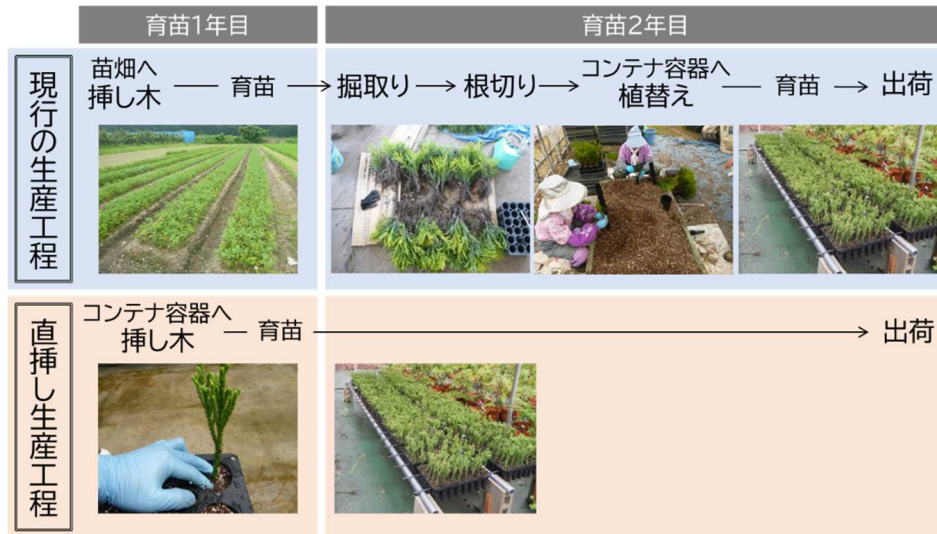 育苗1年目
育苗2年目
現行の生産工程
苗畑へ
挿し木
育苗
掘取り
根切り
コンテナ容器へ
植替え
育苗
出荷
直挿し生産工程
コンテナ容器へ
挿し木
育苗
出荷